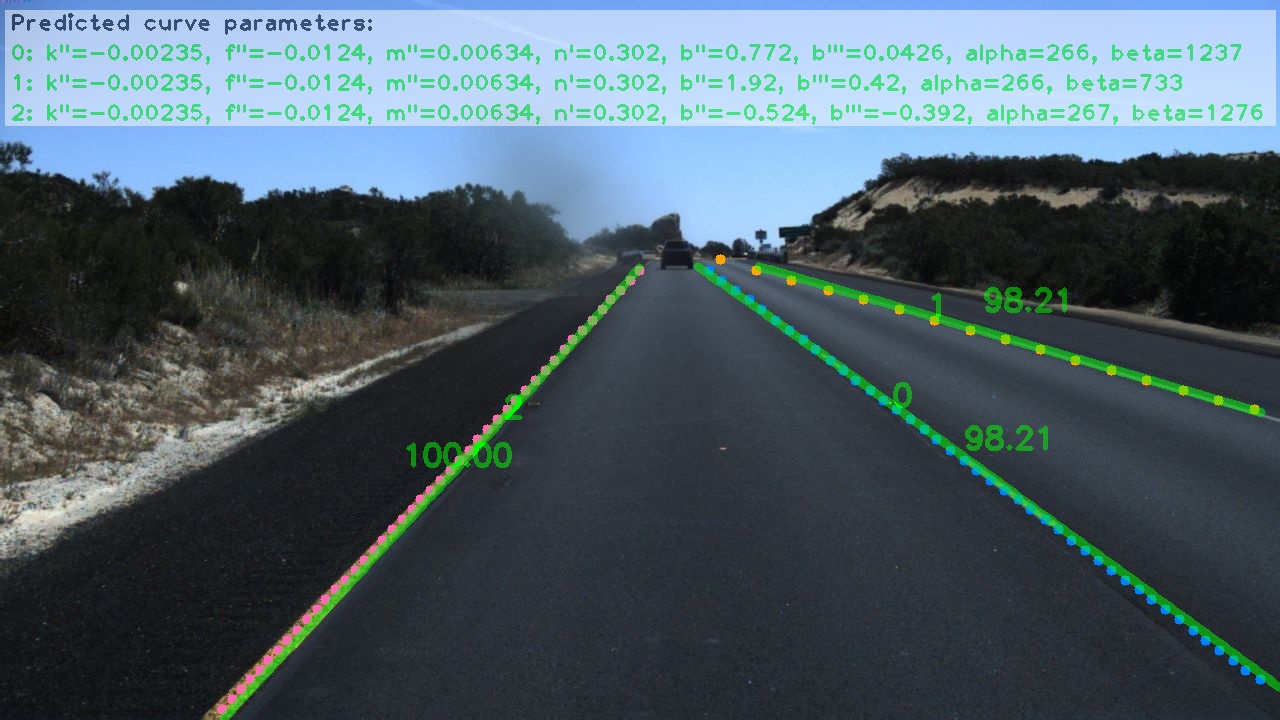 Predicted curve parameters:
0: k''=-0.00235, f''=-0.0124, m''=0.00634, n'=0.302, b''=0.772, b'''=0.0426, alpha=266, beta=1237
1: k''=-0.00235, f''=-0.0124, m''=0.00634, n'=0.302, b''=1.92, b'''=0.42, alpha=266, beta=733
2: k''=-0.00235, f''=-0.0124, m''=0.00634, n'=0.302, b''=-0.524, b'''=-0.392, alpha=267, beta=1276
1 98.21
0
98.21
2
100.00